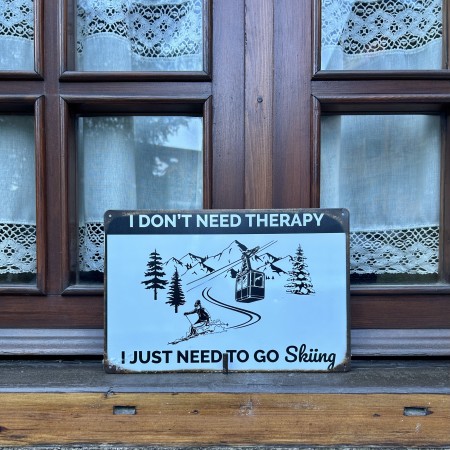 I DON'T NEED THERAPY
I JUST NEED TO GO Skiing